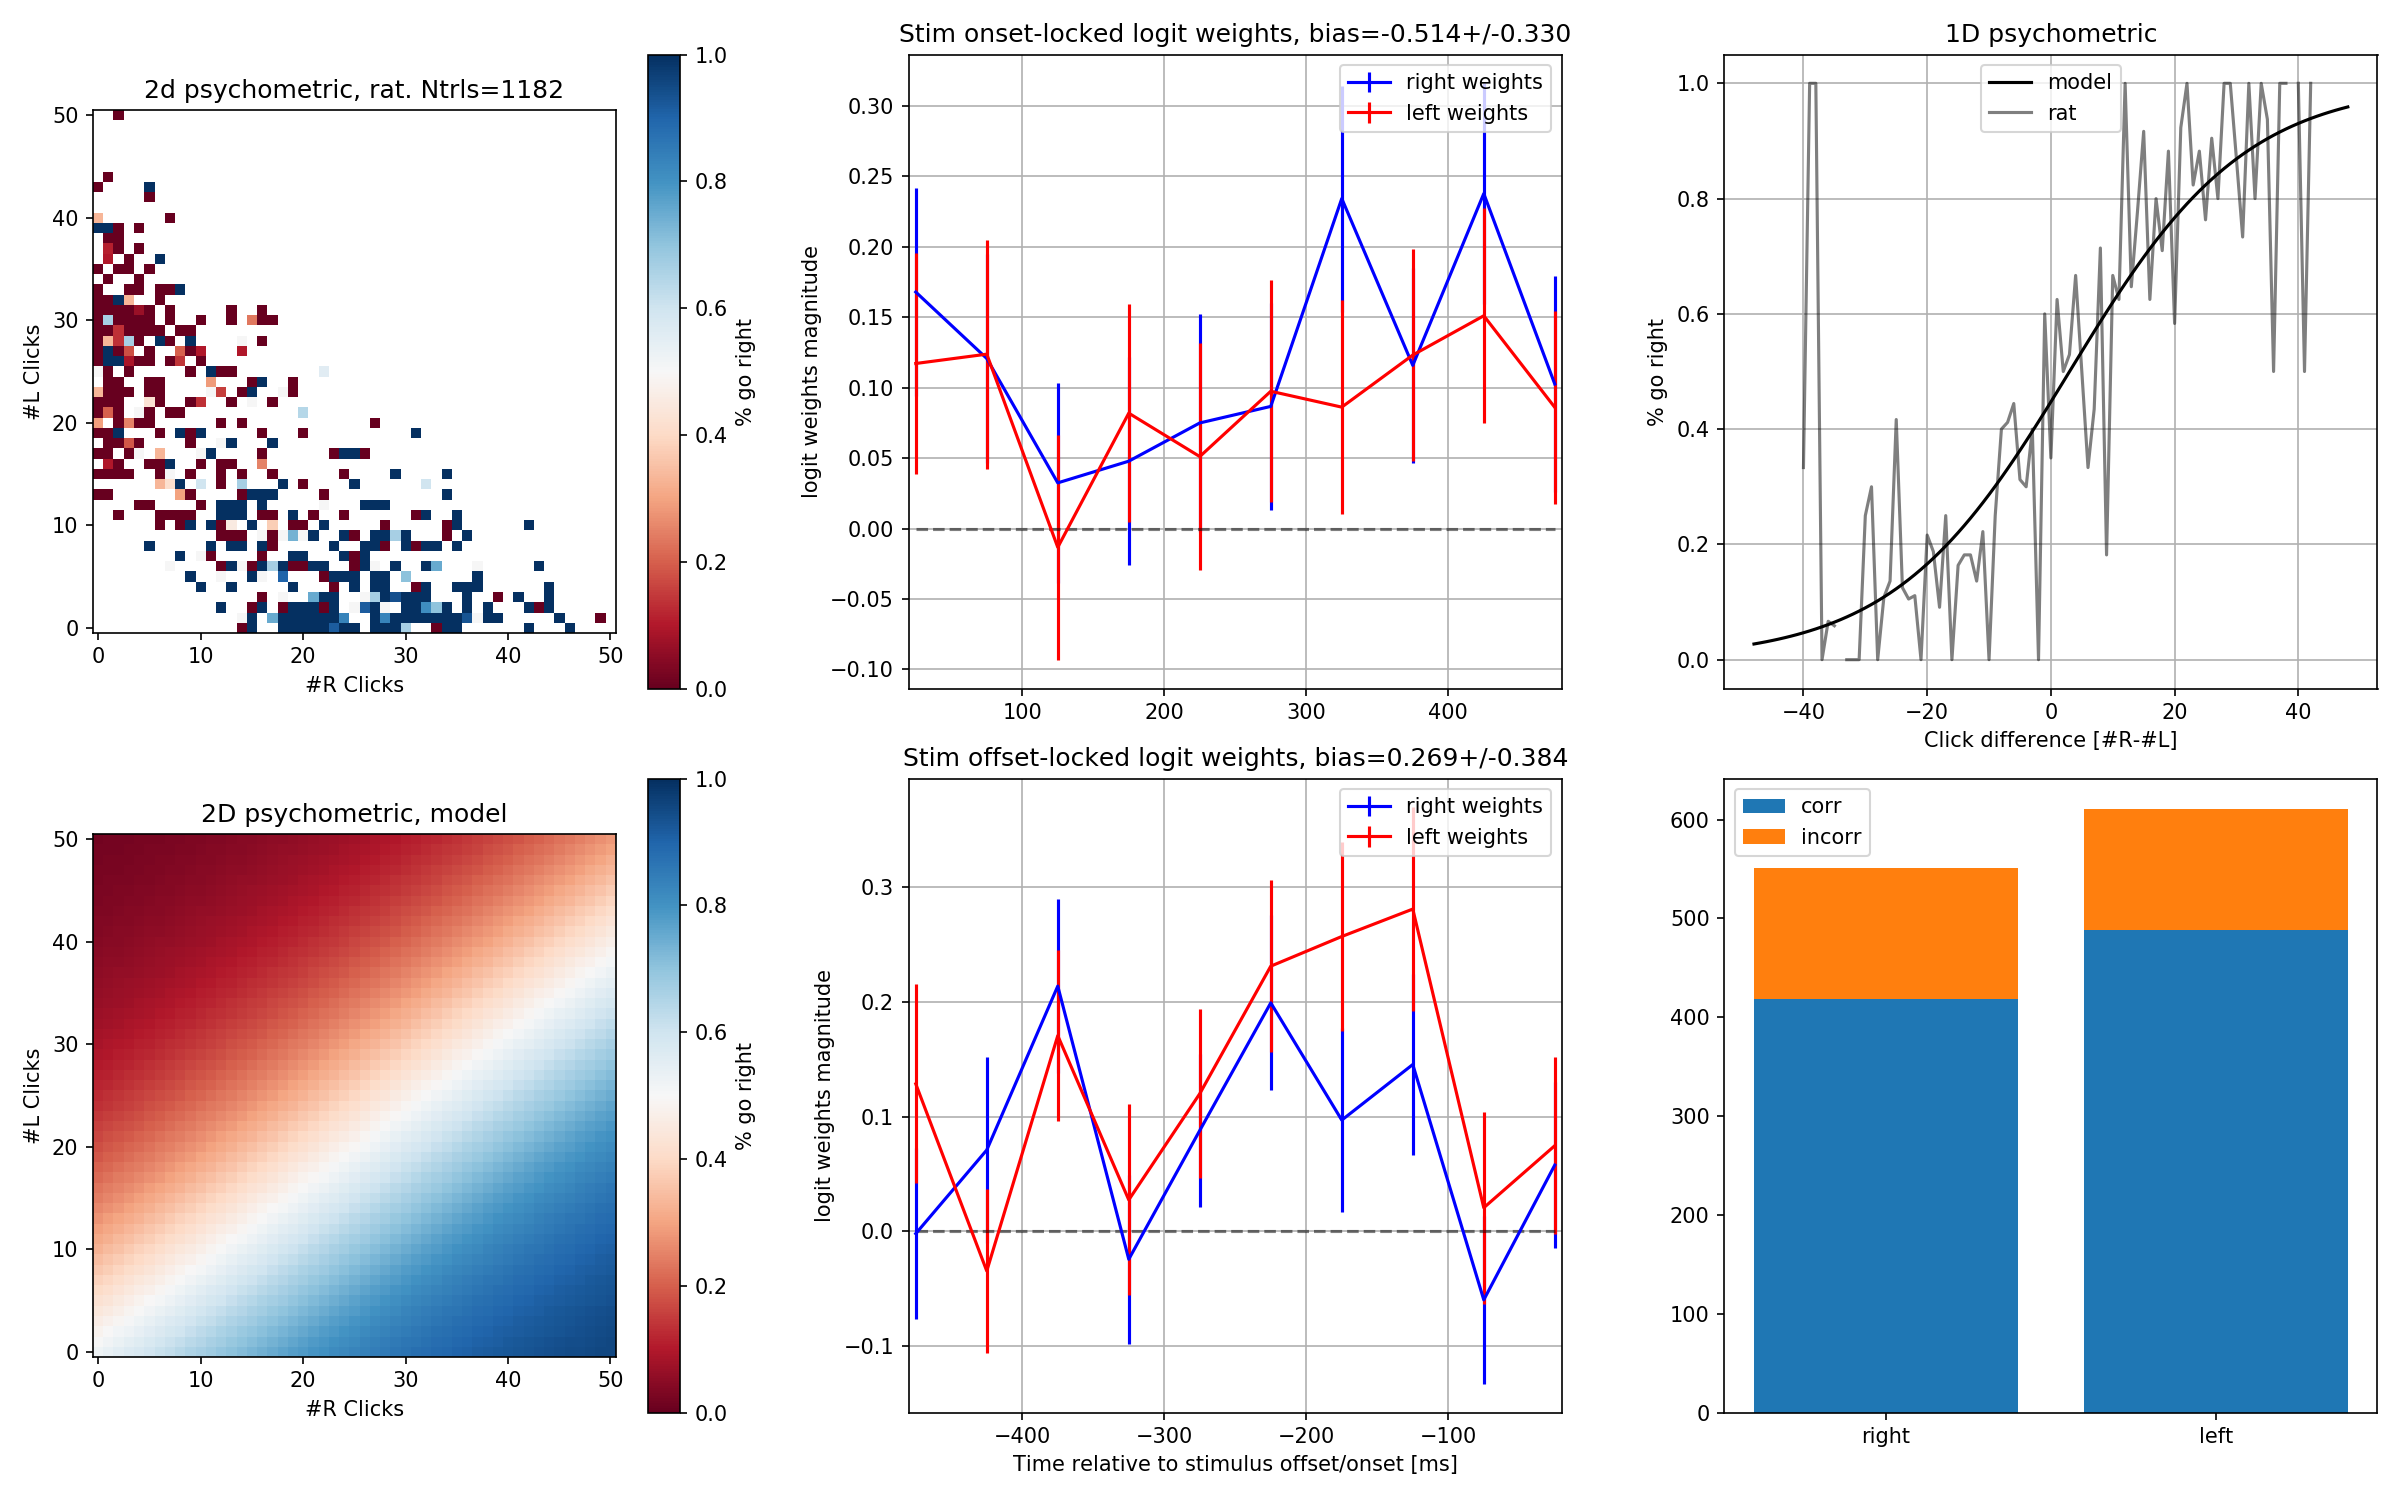 2d psychometric, rat. Ntrls=1182
50
40
30
20
10
0
#L Clicks
0 10 20 30 40 50
#R Clicks
1.0
0.8
0.6
0.4
0.2
0.0
% go right
Stim onset-locked logit weights, bias=-0.514+/-0.330
right weights
left weights
0.30
0.25
0.20
0.15
0.10
0.05
0.00
−0.05
−0.10
logit weights magnitude
100 200 300 400
1D psychometric
model
rat
1.0
0.8
0.6
0.4
0.2
0.0
% go right
−40 −20 0 20 40
Click difference [#R-#L]
2D psychometric, model
50
40
30
20
10
0
#L Clicks
0 10 20 30 40 50
#R Clicks
1.0
0.8
0.6
0.4
0.2
0.0
% go right
Stim offset-locked logit weights, bias=0.269+/-0.384
right weights
left weights
0.3
0.2
0.1
0.0
−0.1
logit weights magnitude
−400 −300 −200 −100
Time relative to stimulus offset/onset [ms]
corr
incorr
600
500
400
300
200
100
0
right left